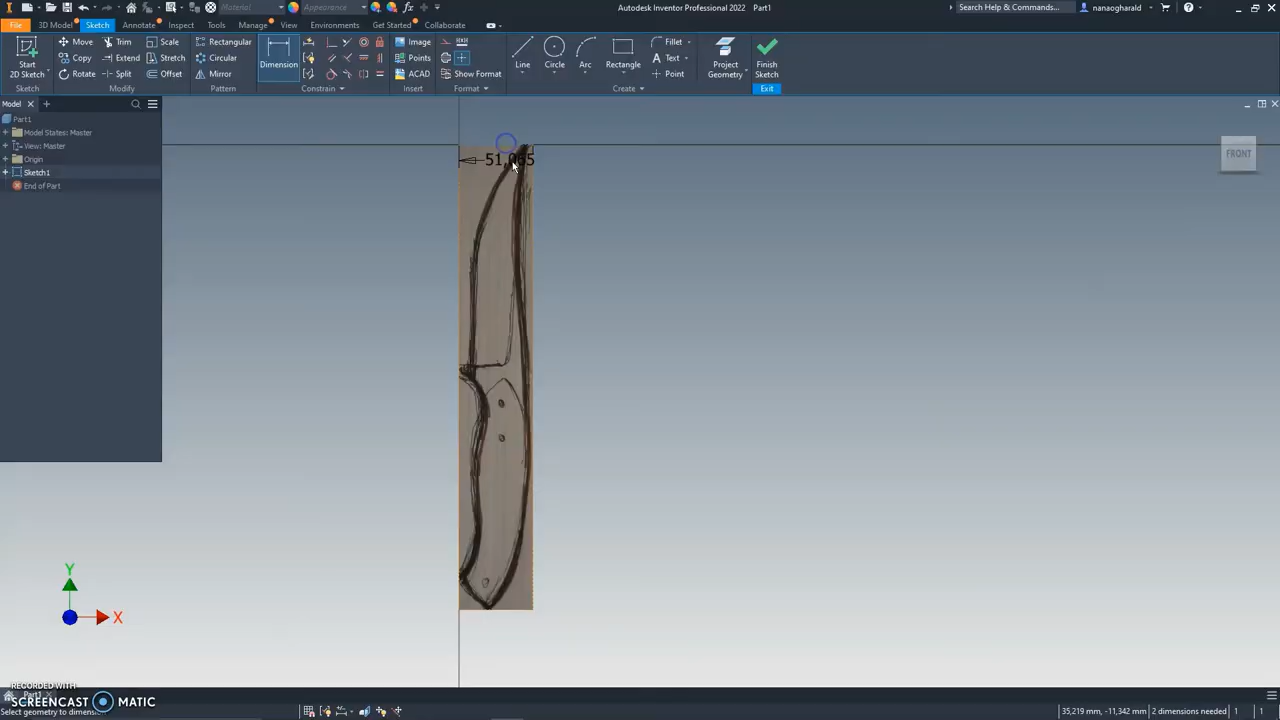 Material
Appearance
Autodesk Inventor Professional 2022 Part1
Search Help & Commands...
nanaogharald
File
3D Model
Sketch
Annotate
Inspect
Tools
Manage
View
Environments
Get Started
Collaborate
Start
2D Sketch
Move
Trim
Scale
Copy
Extend
Stretch
Rotate
Split
Offset
Rectangular
Circular
Mirror
Dimension
Image
Points
ACAD
Show Format
Line
Circle
Arc
Rectangle
Fillet
Text
Point
Project
Geometry
Finish
Sketch
Sketch
Modify
Pattern
Constrain
Insert
Format
Create
Exit
Model
Part1
Model States: Master
View: Master
Origin
Sketch1
End of Part
FRONT
Y
X
RECORDED WITH
SCREENCAST MATIC
Part1
Select geometry to dimension
35,219 mm, -11,342 mm
2 dimensions needed
1
1